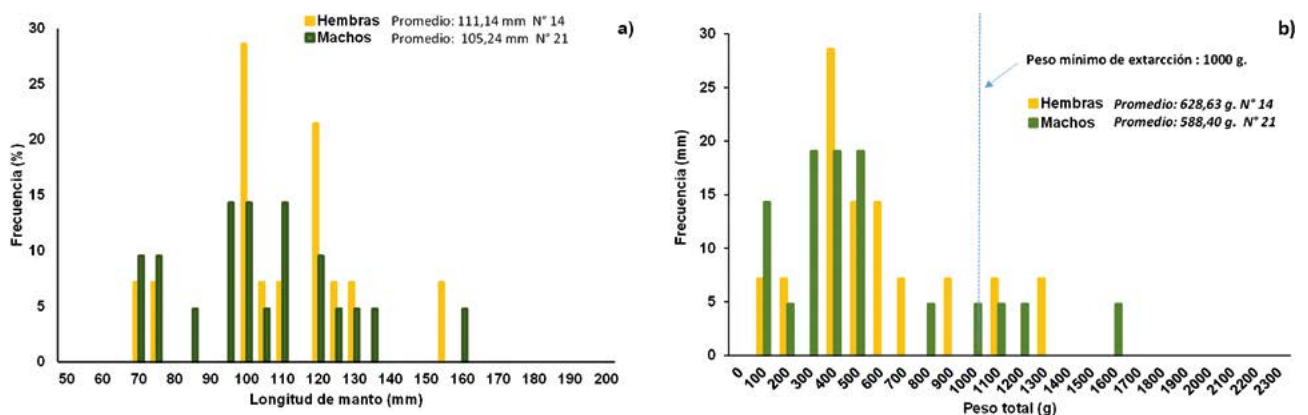 Hembras Promedio: 111,14 mm N° 14
Machos Promedio: 105,24 mm N° 21
a)
Frecuencia (%)
30
25
20
15
10
5
0
50 60 70 80 90 100 110 120 130 140 150 160 170 180 190 200
Longitud de manto (mm)
b)
Peso mínimo de extarcción : 1000 g.
Hembras Promedio: 628,63 g. N° 14
Machos Promedio: 588,40 g. N° 21
Frecuencia (mm)
30
25
20
15
10
5
0
0 100 200 300 400 500 600 700 800 900 1000 1100 1200 1300 1400 1500 1600 1700 1800 1900 2000 2100 2200 2300
Peso total (g)